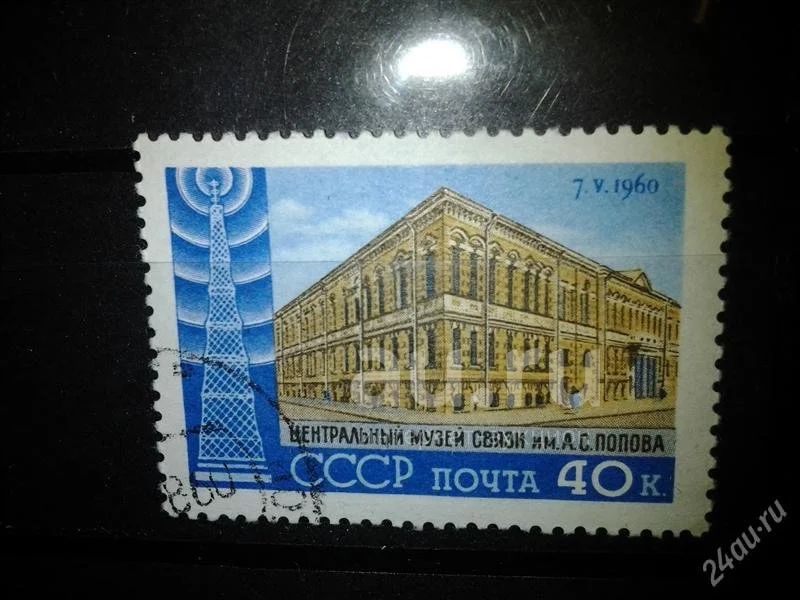 7.V.1960
ЦЕНТРАЛЬНЫЙ МУЗЕЙ СВЯЗИ ИМ.А.С.ПОПОВА
СССР ПОЧТА 40 К.
24au.ru